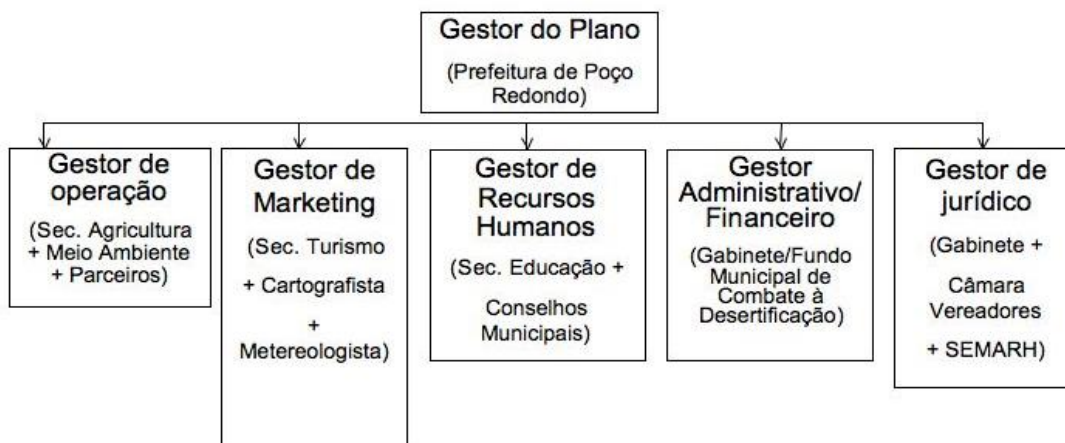 Gestor do Plano
(Prefeitura de Poço
Redondo)
Gestor de
operação
(Sec. Agricultura
+ Meio Ambiente
+ Parceiros)
Gestor de
Marketing
(Sec. Turismo
+ Cartografista
+
Metereologista)
Gestor de
Recursos
Humanos
(Sec. Educação +
Conselhos
Municipais)
Gestor
Administrativo/
Financeiro
(Gabinete/Fundo
Municipal de
Combate à
Desertificação)
Gestor de
jurídico
(Gabinete +
Câmara
Vereadores
+ SEMARH)